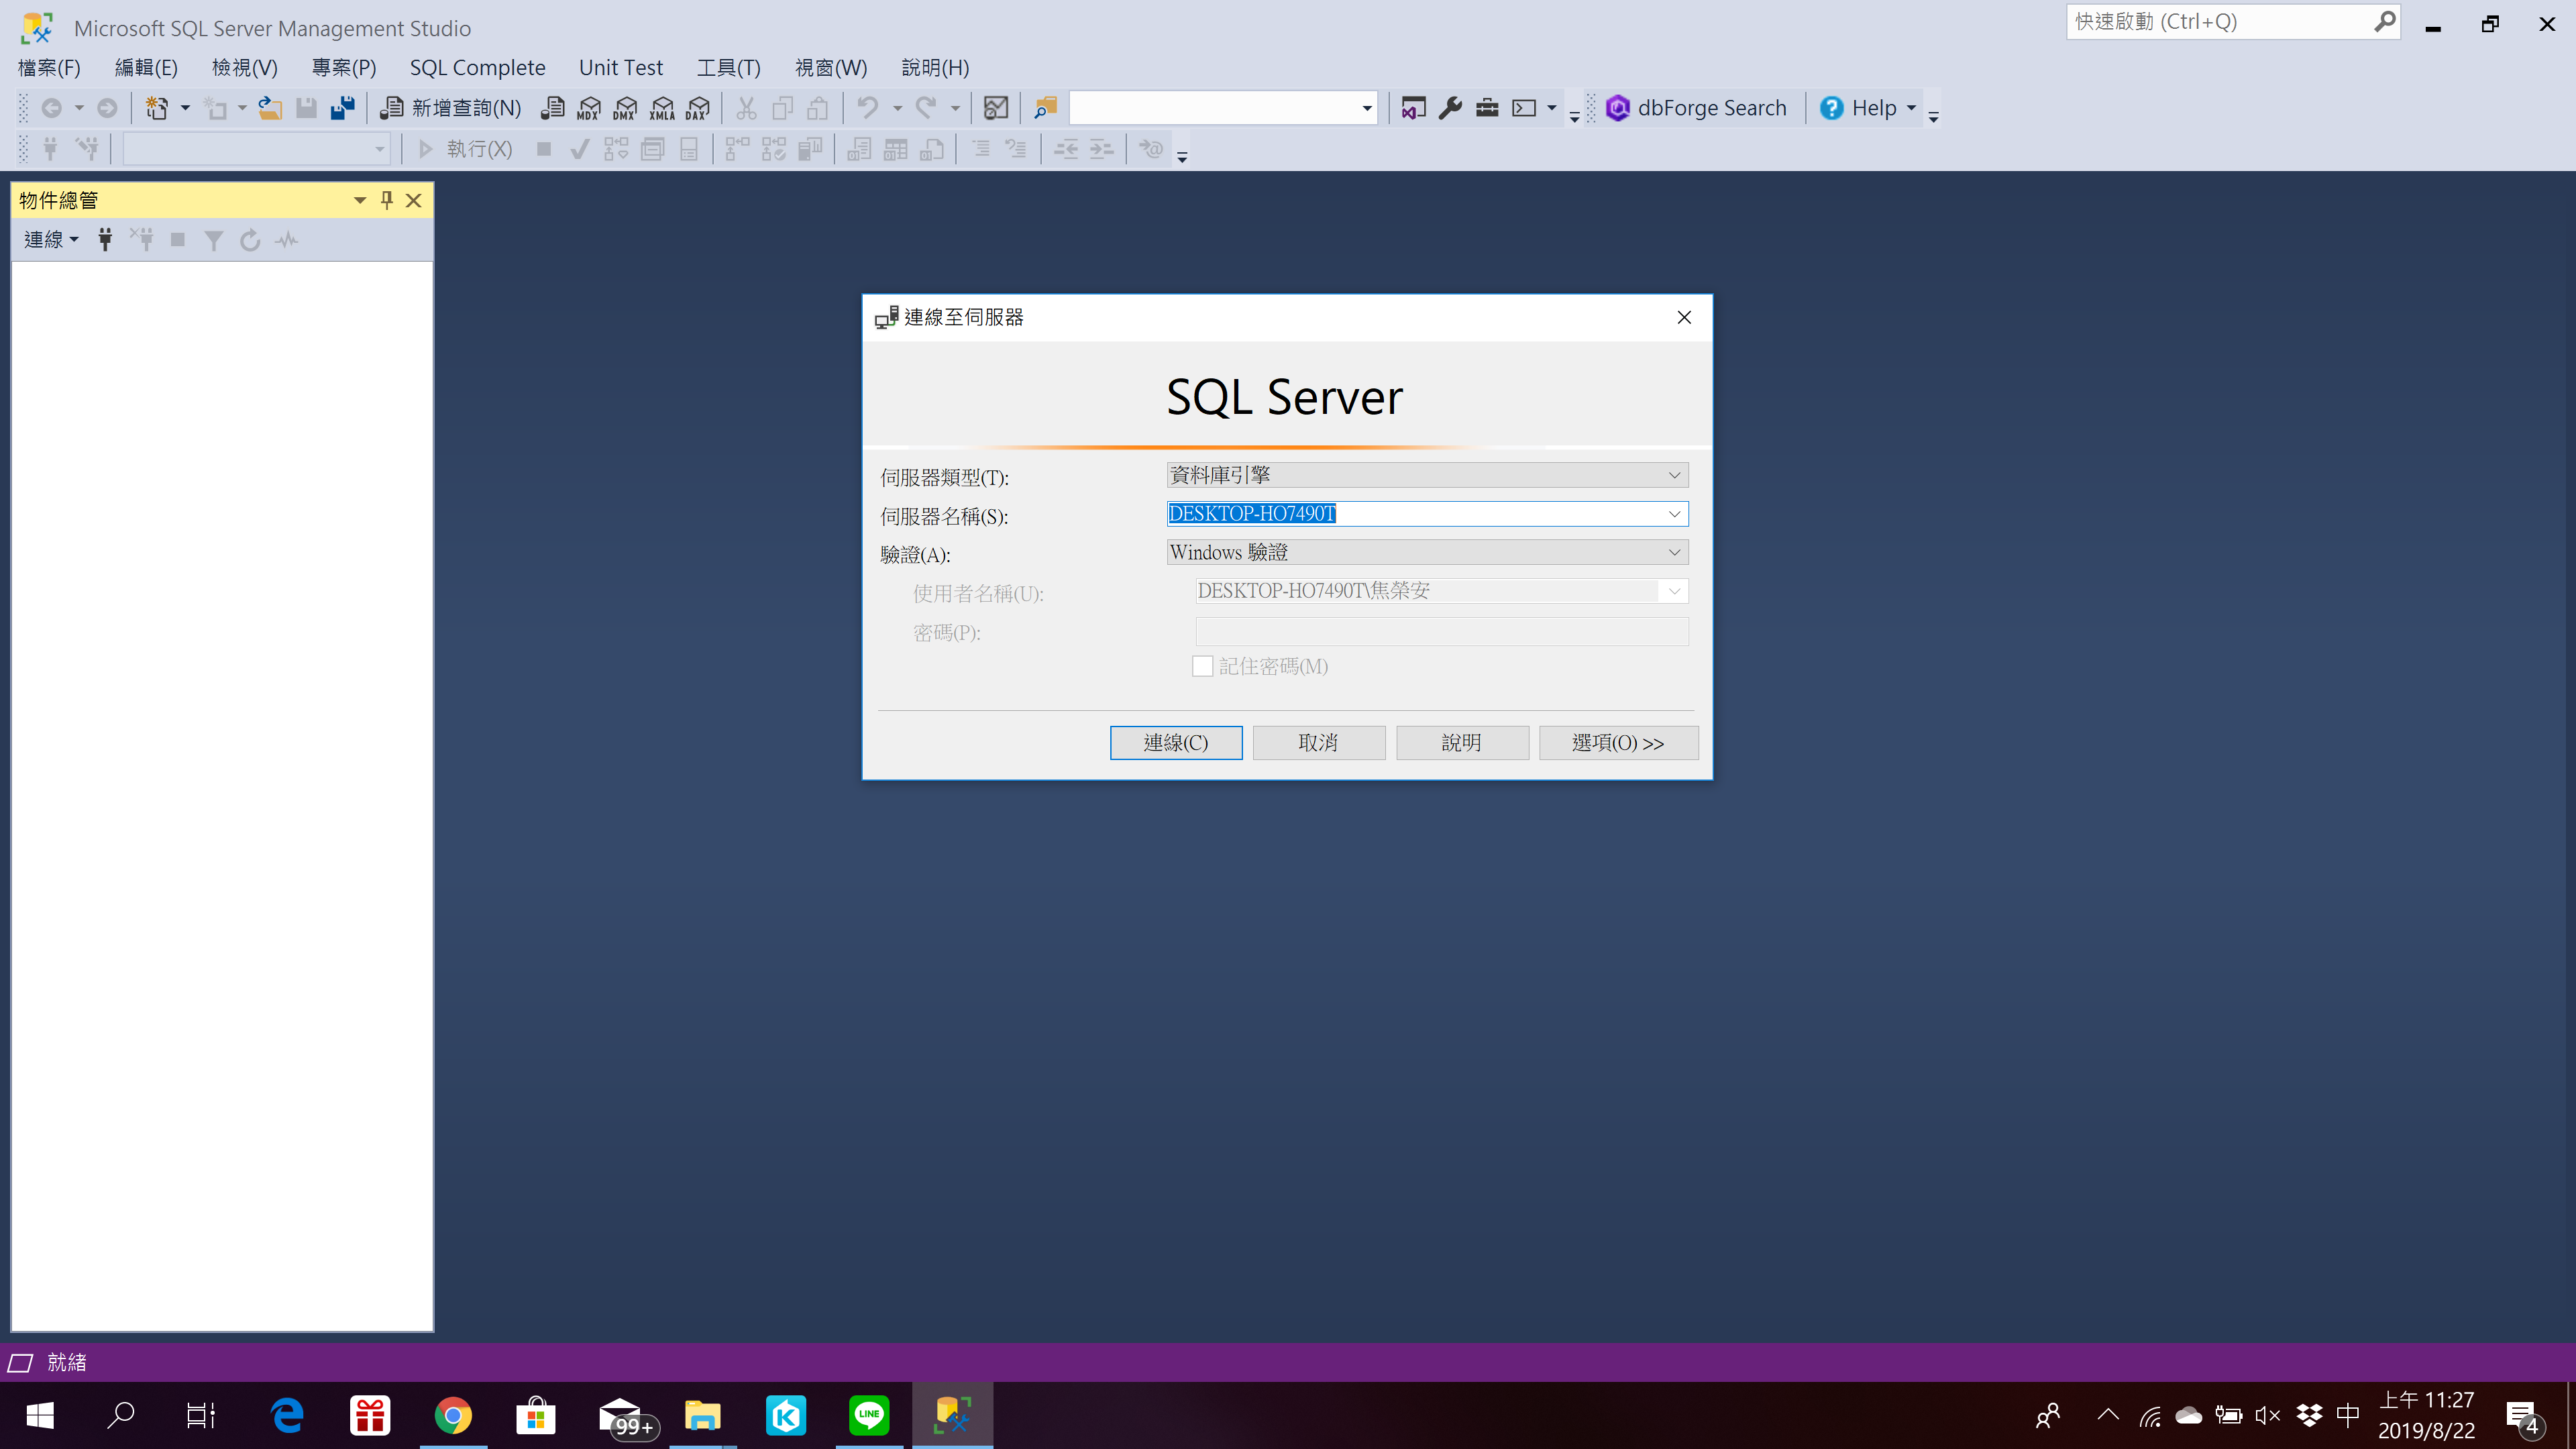 Microsoft SQL Server Management Studio
快速啟動 (Ctrl+Q)
檔案(F) 編輯(E) 檢視(V) 專案(P) SQL Complete Unit Test 工具(T) 視窗(W) 說明(H)
新增查詢(N) MDX DMX XMLA DAX dbForge Search Help
執行(X)
物件總管
連線
連線至伺服器
SQL Server
伺服器類型(T): 資料庫引擎
伺服器名稱(S): DESKTOP-HO7490T
驗證(A): Windows 驗證
使用者名稱(U): DESKTOP-HO7490T\焦榮安
密碼(P):
記住密碼(M)
連線(C) 取消 說明 選項(O) >>
就緒
99+
LINE
中
上午 11:27
2019/8/22
4